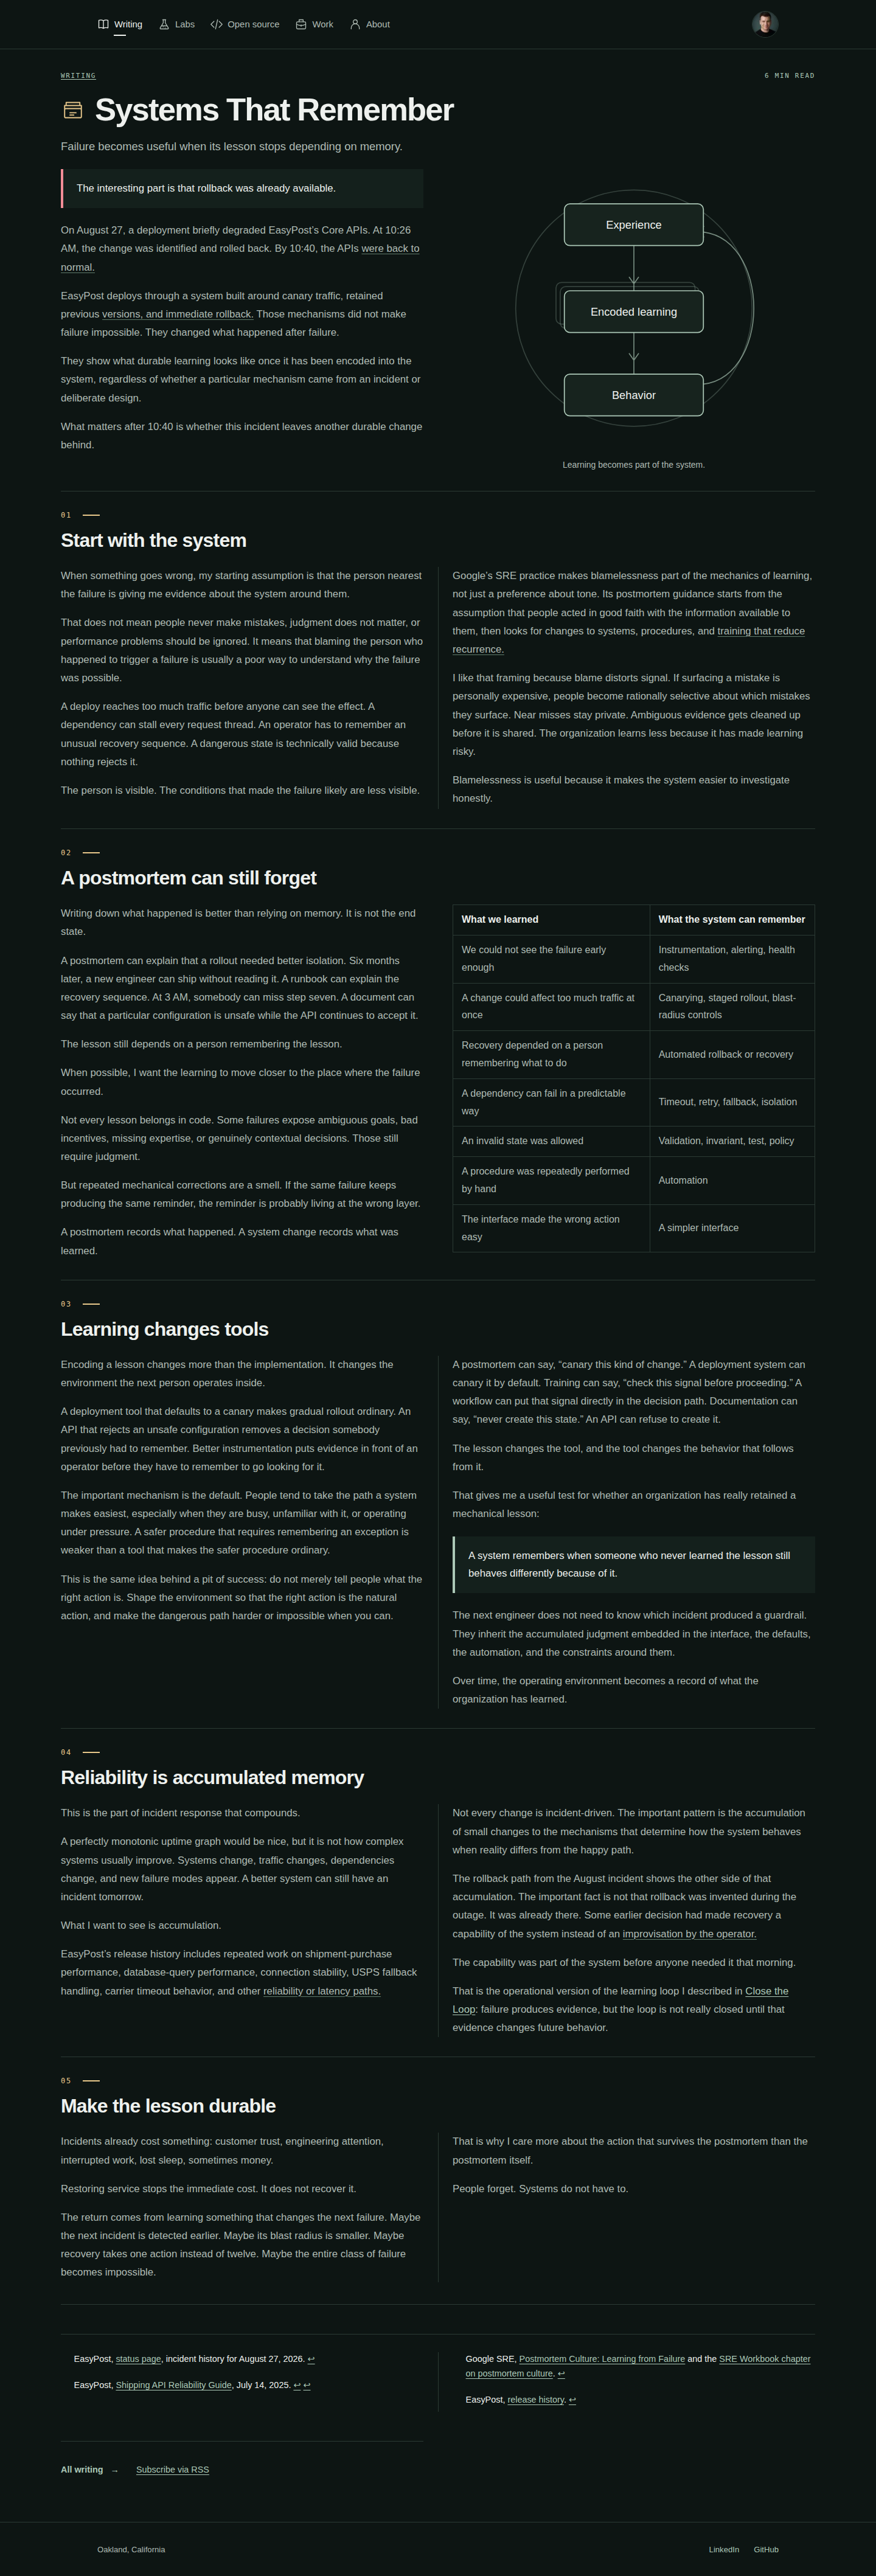 Writing
Labs
Open source
Work
About
WRITING
6 MIN READ
Systems That Remember
Failure becomes useful when its lesson stops depending on memory.
The interesting part is that rollback was already available.
On August 27, a deployment briefly degraded EasyPost’s Core APIs. At 10:26
AM, the change was identified and rolled back. By 10:40, the APIs were back to
normal.
EasyPost deploys through a system built around canary traffic, retained
previous versions, and immediate rollback. Those mechanisms did not make
failure impossible. They changed what happened after failure.
They show what durable learning looks like once it has been encoded into the
system, regardless of whether a particular mechanism came from an incident or
deliberate design.
What matters after 10:40 is whether this incident leaves another durable change
behind.
Experience
Encoded learning
Behavior
Learning becomes part of the system.
01
Start with the system
When something goes wrong, my starting assumption is that the person nearest
the failure is giving me evidence about the system around them.
That does not mean people never make mistakes, judgment does not matter, or
performance problems should be ignored. It means that blaming the person who
happened to trigger a failure is usually a poor way to understand why the failure
was possible.
A deploy reaches too much traffic before anyone can see the effect. A
dependency can stall every request thread. An operator has to remember an
unusual recovery sequence. A dangerous state is technically valid because
nothing rejects it.
The person is visible. The conditions that made the failure likely are less visible.
Google’s SRE practice makes blamelessness part of the mechanics of learning,
not just a preference about tone. Its postmortem guidance starts from the
assumption that people acted in good faith with the information available to
them, then looks for changes to systems, procedures, and training that reduce
recurrence.
I like that framing because blame distorts signal. If surfacing a mistake is
personally expensive, people become rationally selective about which mistakes
they surface. Near misses stay private. Ambiguous evidence gets cleaned up
before it is shared. The organization learns less because it has made learning
risky.
Blamelessness is useful because it makes the system easier to investigate
honestly.
02
A postmortem can still forget
Writing down what happened is better than relying on memory. It is not the end
state.
A postmortem can explain that a rollout needed better isolation. Six months
later, a new engineer can ship without reading it. A runbook can explain the
recovery sequence. At 3 AM, somebody can miss step seven. A document can
say that a particular configuration is unsafe while the API continues to accept it.
The lesson still depends on a person remembering the lesson.
When possible, I want the learning to move closer to the place where the failure
occurred.
Not every lesson belongs in code. Some failures expose ambiguous goals, bad
incentives, missing expertise, or genuinely contextual decisions. Those still
require judgment.
But repeated mechanical corrections are a smell. If the same failure keeps
producing the same reminder, the reminder is probably living at the wrong layer.
A postmortem records what happened. A system change records what was
learned.
What we learned
What the system can remember
We could not see the failure early
enough
Instrumentation, alerting, health
checks
A change could affect too much traffic at
once
Canarying, staged rollout, blast-
radius controls
Recovery depended on a person
remembering what to do
Automated rollback or recovery
A dependency can fail in a predictable
way
Timeout, retry, fallback, isolation
An invalid state was allowed
Validation, invariant, test, policy
A procedure was repeatedly performed
by hand
Automation
The interface made the wrong action
easy
A simpler interface
03
Learning changes tools
Encoding a lesson changes more than the implementation. It changes the
environment the next person operates inside.
A deployment tool that defaults to a canary makes gradual rollout ordinary. An
API that rejects an unsafe configuration removes a decision somebody
previously had to remember. Better instrumentation puts evidence in front of an
operator before they have to remember to go looking for it.
The important mechanism is the default. People tend to take the path a system
makes easiest, especially when they are busy, unfamiliar with it, or operating
under pressure. A safer procedure that requires remembering an exception is
weaker than a tool that makes the safer procedure ordinary.
This is the same idea behind a pit of success: do not merely tell people what the
right action is. Shape the environment so that the right action is the natural
action, and make the dangerous path harder or impossible when you can.
A postmortem can say, “canary this kind of change.” A deployment system can
canary it by default. Training can say, “check this signal before proceeding.” A
workflow can put that signal directly in the decision path. Documentation can
say, “never create this state.” An API can refuse to create it.
The lesson changes the tool, and the tool changes the behavior that follows
from it.
That gives me a useful test for whether an organization has really retained a
mechanical lesson:
A system remembers when someone who never learned the lesson still
behaves differently because of it.
The next engineer does not need to know which incident produced a guardrail.
They inherit the accumulated judgment embedded in the interface, the defaults,
the automation, and the constraints around them.
Over time, the operating environment becomes a record of what the
organization has learned.
04
Reliability is accumulated memory
This is the part of incident response that compounds.
A perfectly monotonic uptime graph would be nice, but it is not how complex
systems usually improve. Systems change, traffic changes, dependencies
change, and new failure modes appear. A better system can still have an
incident tomorrow.
What I want to see is accumulation.
EasyPost’s release history includes repeated work on shipment-purchase
performance, database-query performance, connection stability, USPS fallback
handling, carrier timeout behavior, and other reliability or latency paths.
Not every change is incident-driven. The important pattern is the accumulation
of small changes to the mechanisms that determine how the system behaves
when reality differs from the happy path.
The rollback path from the August incident shows the other side of that
accumulation. The important fact is not that rollback was invented during the
outage. It was already there. Some earlier decision had made recovery a
capability of the system instead of an improvisation by the operator.
The capability was part of the system before anyone needed it that morning.
That is the operational version of the learning loop I described in Close the
Loop: failure produces evidence, but the loop is not really closed until that
evidence changes future behavior.
05
Make the lesson durable
Incidents already cost something: customer trust, engineering attention,
interrupted work, lost sleep, sometimes money.
Restoring service stops the immediate cost. It does not recover it.
The return comes from learning something that changes the next failure. Maybe
the next incident is detected earlier. Maybe its blast radius is smaller. Maybe
recovery takes one action instead of twelve. Maybe the entire class of failure
becomes impossible.
That is why I care more about the action that survives the postmortem than the
postmortem itself.
People forget. Systems do not have to.
EasyPost, status page, incident history for August 27, 2026. ↩
EasyPost, Shipping API Reliability Guide, July 14, 2025. ↩ ↩
Google SRE, Postmortem Culture: Learning from Failure and the SRE Workbook chapter
on postmortem culture. ↩
EasyPost, release history. ↩
All writing →
Subscribe via RSS
Oakland, California
LinkedIn
GitHub